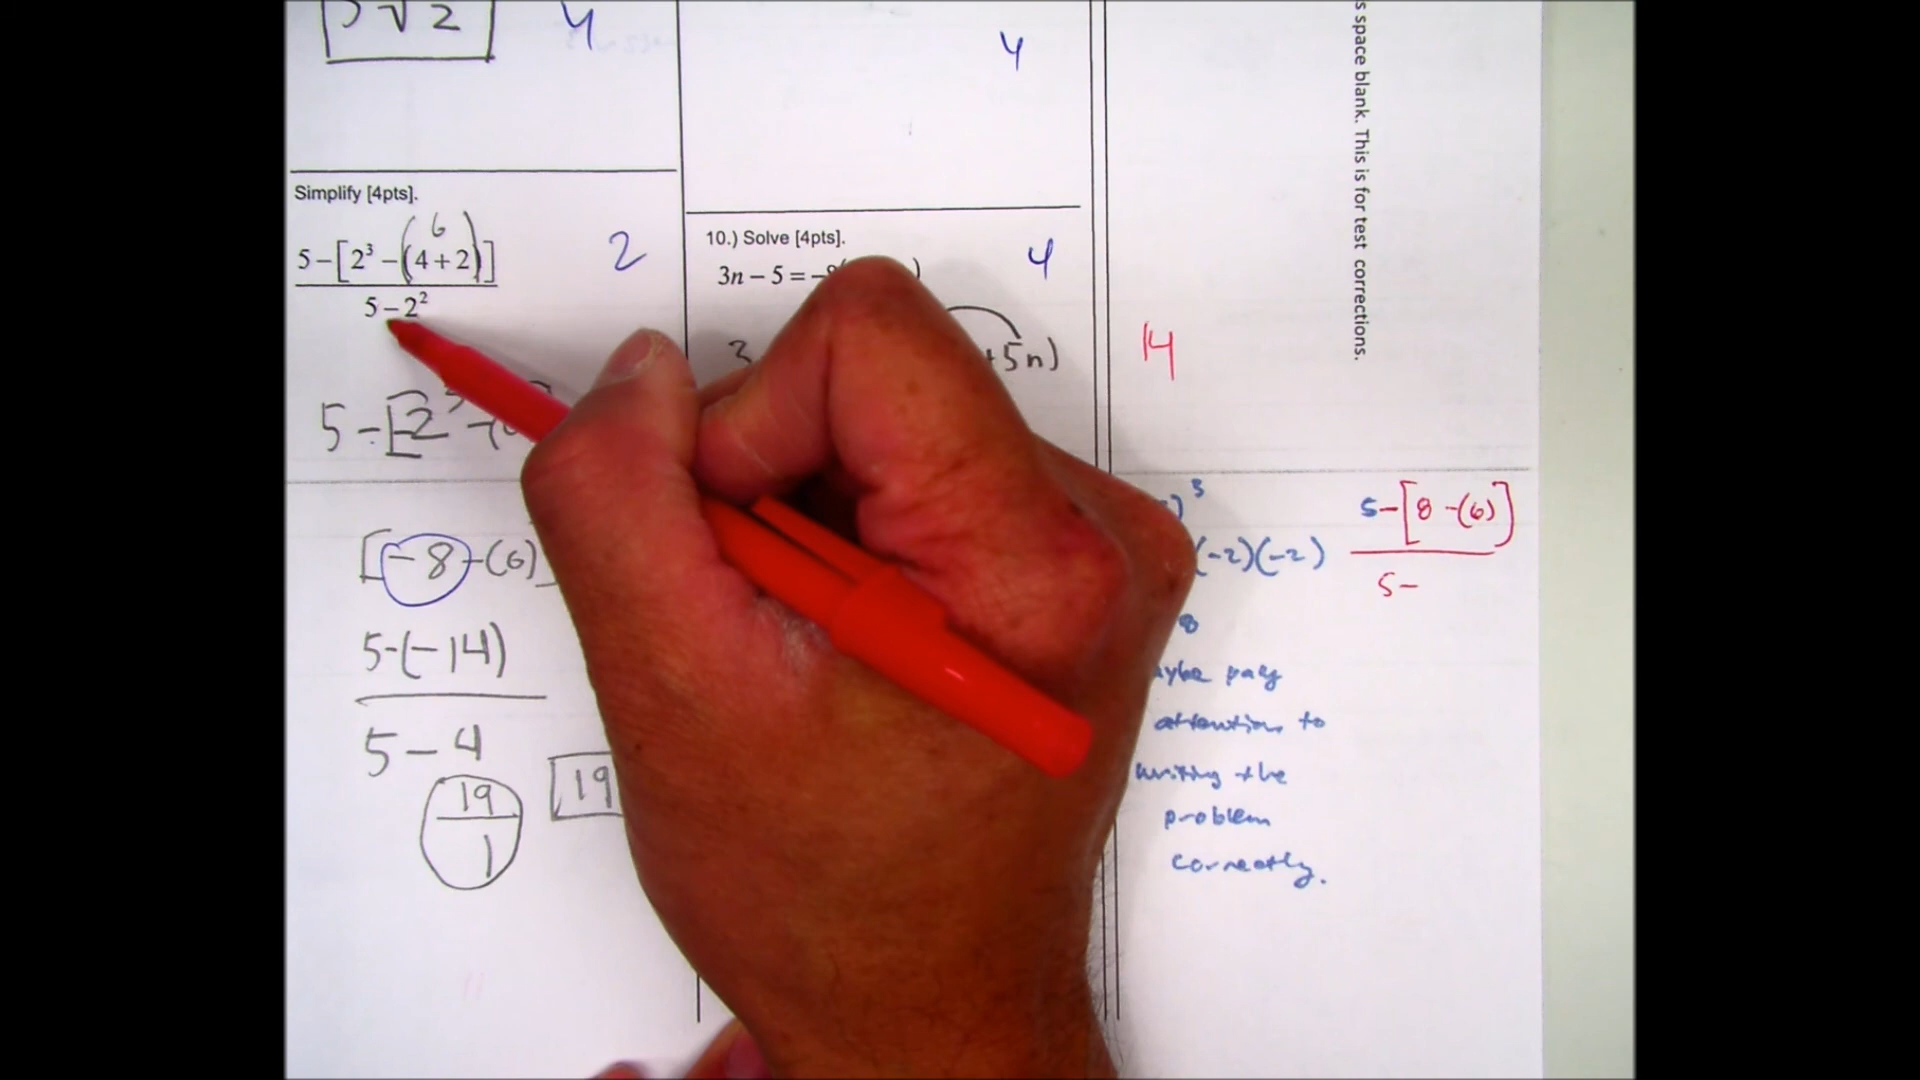 3√2
4
4
s space blank. This is for test corrections.
Simplify [4pts].
6
5−[2³−(4+2)]
5−2²
2
10.) Solve [4pts].
3n − 5 = −
4
+5n)
14
5-[-2
[-8-(6)
5-(-14)
5-4
19
1
19
)³
(-2)(-2)
8
pay
attention to
writing the
problem
correctly.
5-[8-(6)]
5-